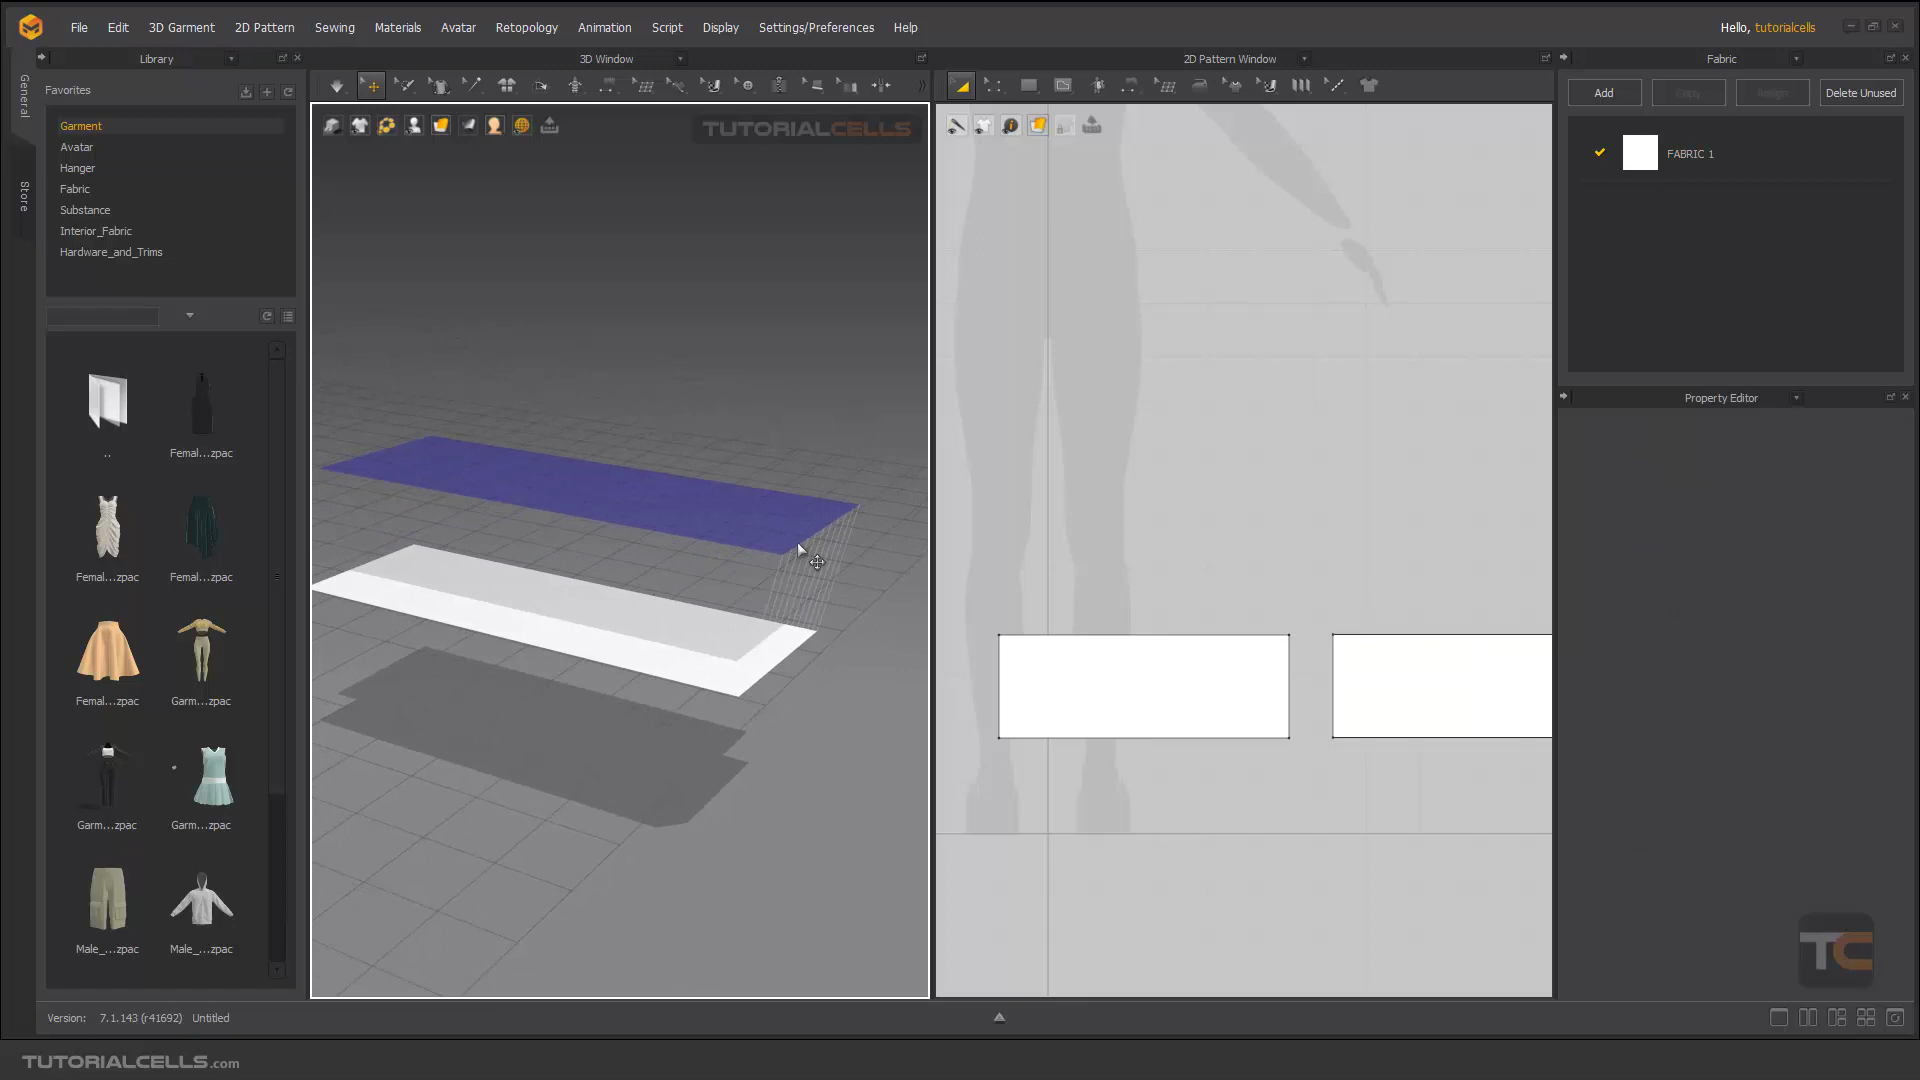 File Edit 3D Garment 2D Pattern Sewing Materials Avatar Retopology Animation Script Display Settings/Preferences Help
Hello, tutorialcells
Library
3D Window
2D Pattern Window
Fabric
General
Store
Favorites
Garment
Avatar
Hanger
Fabric
Substance
Interior_Fabric
Hardware_and_Trims
..
Femal...zpac
Femal...zpac
Femal...zpac
Femal...zpac
Garm...zpac
Garm...zpac
Garm...zpac
Male_...zpac
Male_...zpac
TUTORIALCELLS
Add Copy Assign Delete Unused
FABRIC 1
Property Editor
TC
Version: 7.1.143 (r41692) Untitled
TUTORIALCELLS.com